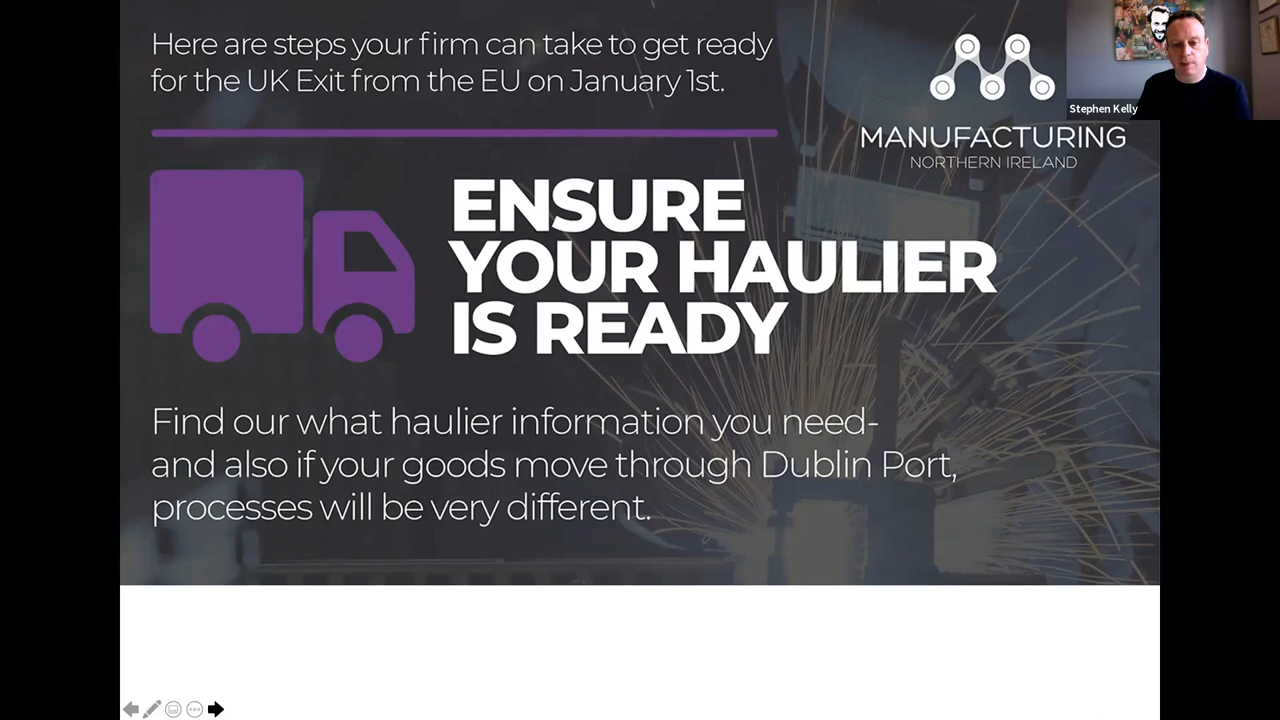 Here are steps your firm can take to get ready
for the UK Exit from the EU on January 1st.
MANUFACTURING
NORTHERN IRELAND
Stephen Kelly
ENSURE
YOUR HAULIER
IS READY
Find our what haulier information you need-
and also if your goods move through Dublin Port,
processes will be very different.